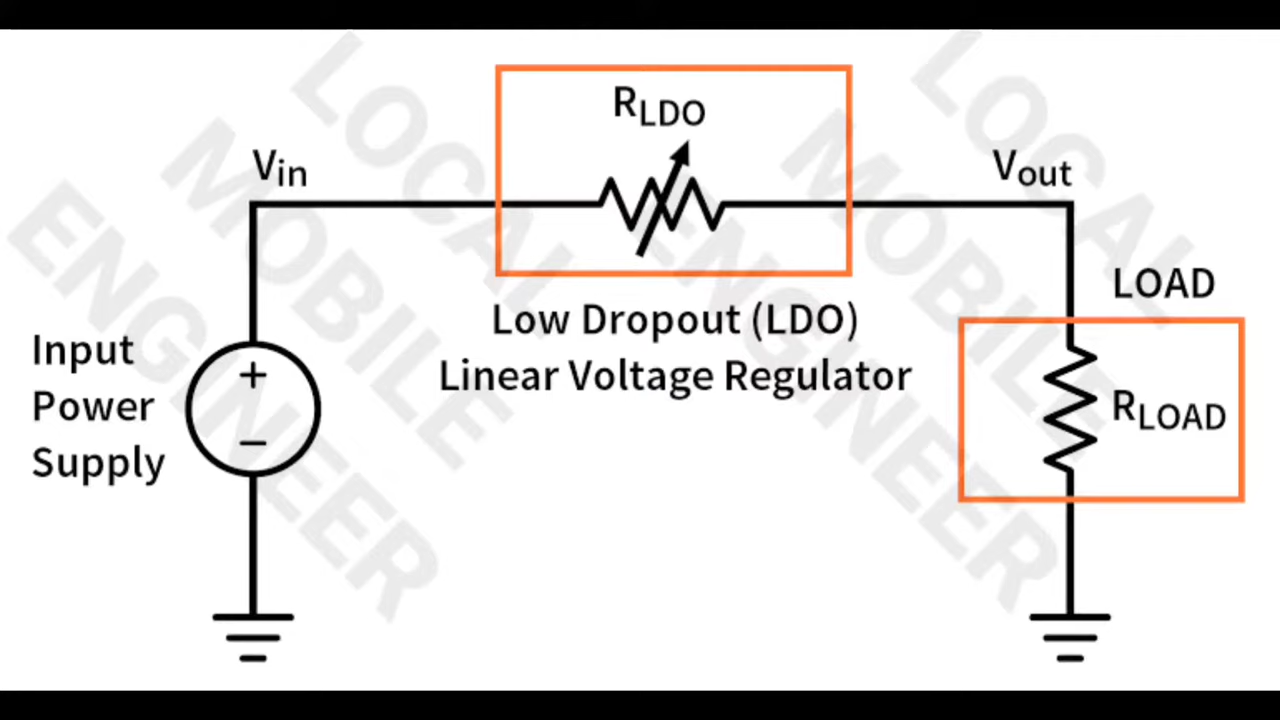 R_LDO
V_in
V_out
LOAD
Low Dropout (LDO)
Linear Voltage Regulator
Input
Power
Supply
+
−
R_LOAD
LOCAL
MOBILE
ENGINEER
LOCAL
MOBILE
ENGINEER